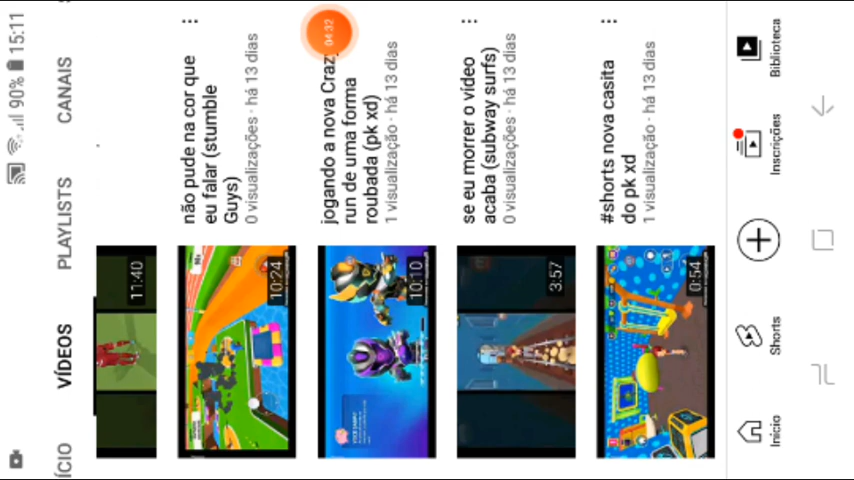 15:11
90%
ÍCIO
VÍDEOS
PLAYLISTS
CANAIS
11:40
não pude na cor que
eu falar (stumble
Guys)
0 visualizações · há 13 dias
10:24
04:32
jogando a nova Craz
run de uma forma
roubada (pk xd)
1 visualização · há 13 dias
10:10
se eu morrer o vídeo
acaba (subway surfs)
0 visualizações · há 13 dias
3:57
#shorts nova casita
do pk xd
1 visualização · há 13 dias
0:54
Início
Shorts
Inscrições
Biblioteca